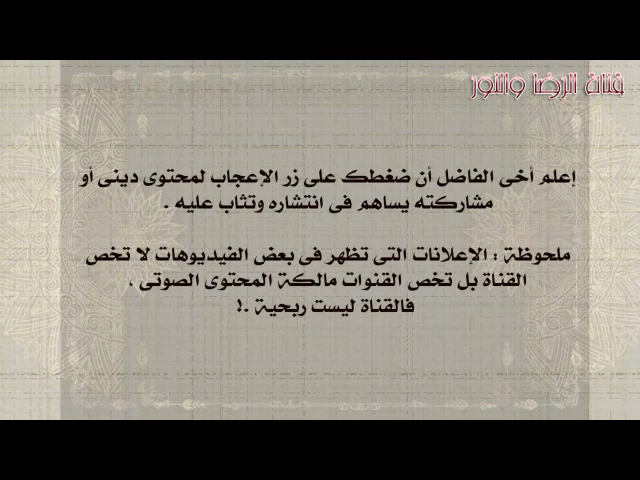 قناة الرضا والنور
إعلم أخى الفاضل أن ضغطك على زر الإعجاب لمحتوى دينى أو
مشاركته يساهم فى انتشاره وتثاب عليه .
ملحوظة : الإعلانات التى تظهر فى بعض الفيديوهات لا تخص
القناة بل تخص القنوات مالكة المحتوى الصوتى ،
فالقناة ليست ربحية .!